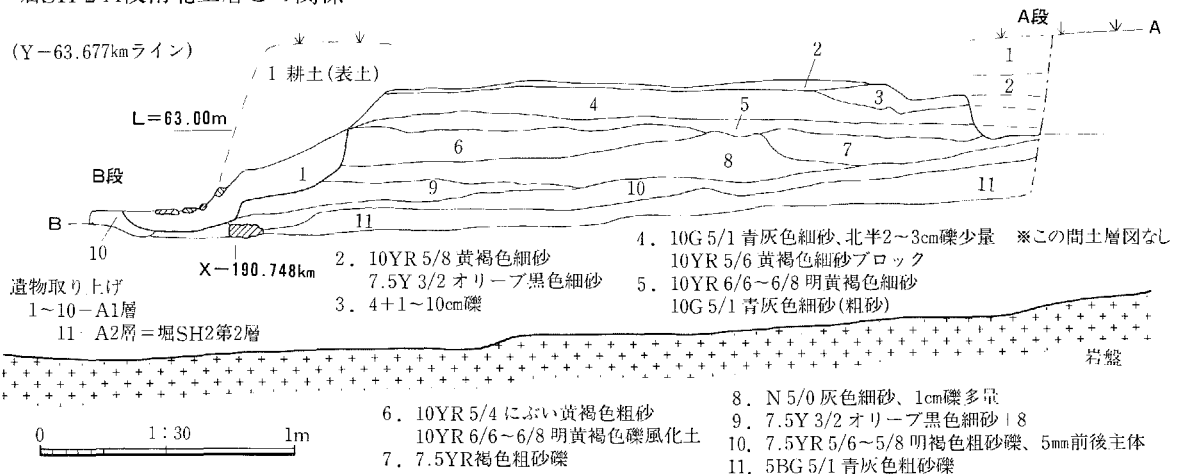 A段
A
(Y-63.677kmライン)
1 耕土(表土)
L=63.00m
B段
B
1
2
3
4
5
6
7
8
9
10
11
1
2
11
10
X-190.748km
遺物取り上げ
1~10-A1層
11 A2層=堀SH2第2層
2. 10YR 5/8 黄褐色細砂
7.5Y 3/2 オリーブ黒色細砂
3. 4+1~10cm礫
4. 10G 5/1 青灰色細砂、北半2~3cm礫少量 ※この間土層図なし
10YR 5/6 黄褐色細砂ブロック
5. 10YR 6/6~6/8 明黄褐色細砂
10G 5/1 青灰色細砂(粗砂)
岩盤
6. 10YR 5/4 にぶい黄褐色粗砂
10YR 6/6~6/8 明黄褐色礫風化土
7. 7.5YR褐色粗砂礫
8. N 5/0 灰色細砂、1cm礫多量
9. 7.5Y 3/2 オリーブ黒色細砂+8
10. 7.5YR 5/6~5/8 明褐色粗砂礫、5mm前後主体
11. 5BG 5/1 青灰色粗砂礫
0 1:30 1m